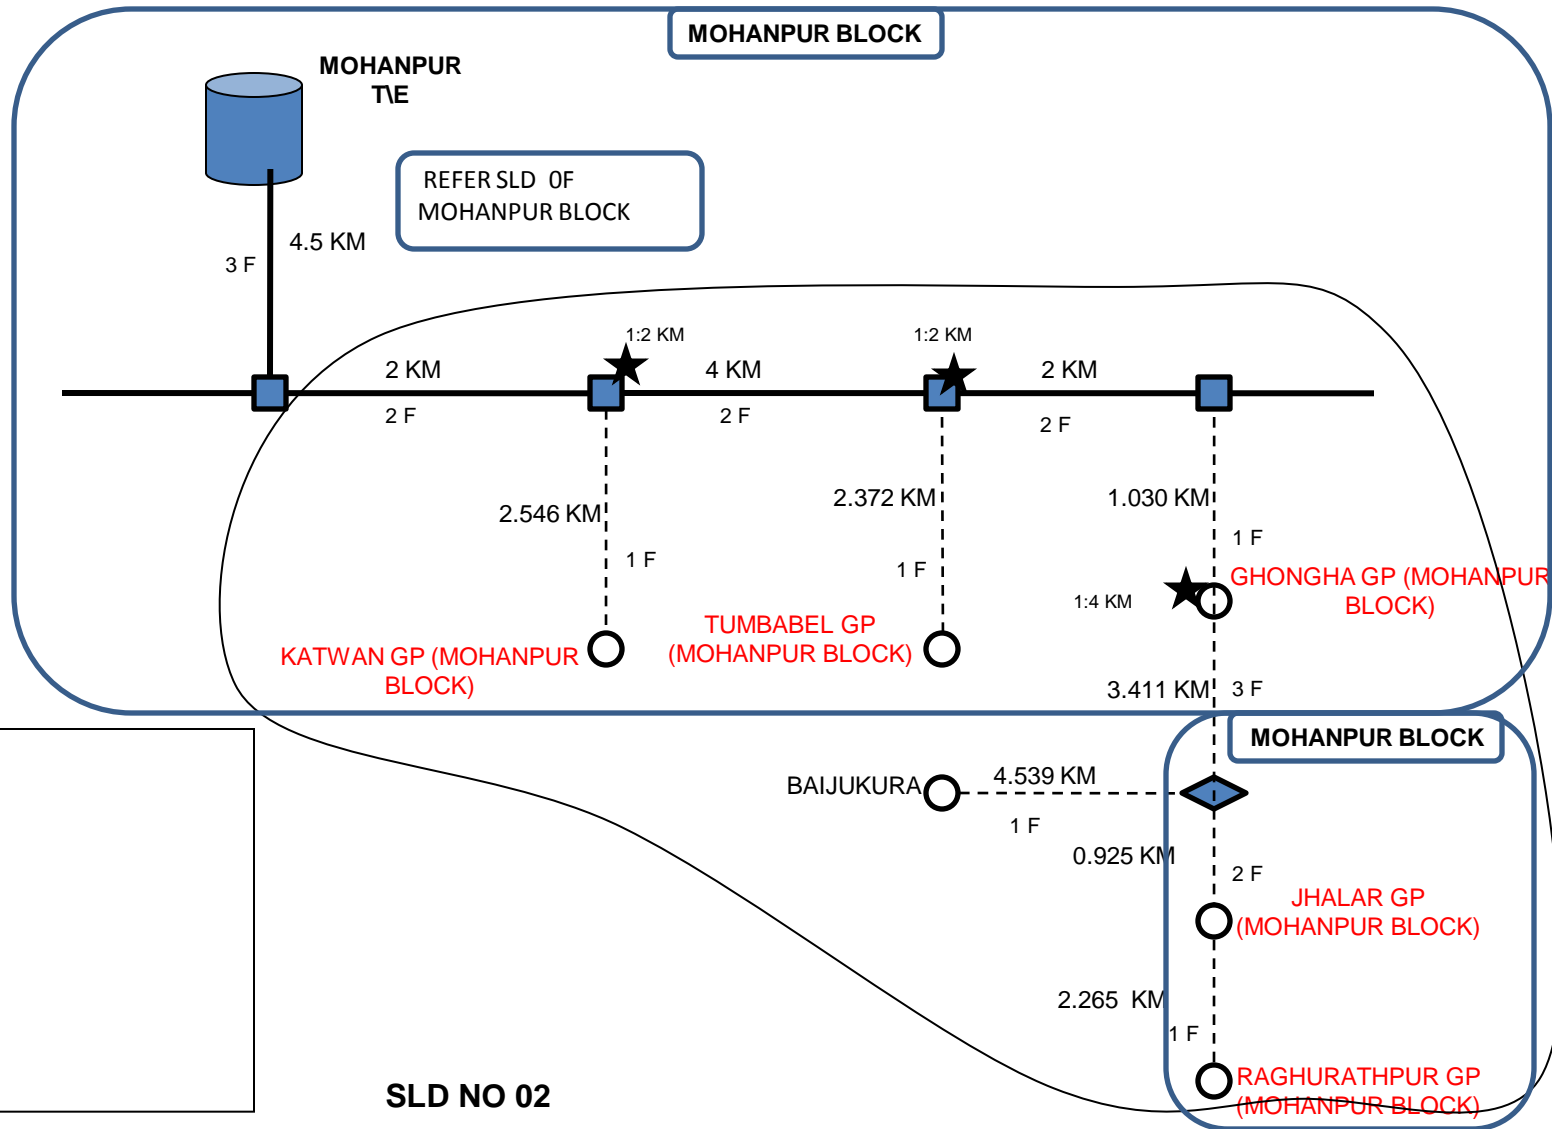 MOHANPUR BLOCK
MOHANPUR
T\E
REFER SLD 0F
MOHANPUR BLOCK
4.5 KM
3 F
1:2 KM
1:2 KM
2 KM
4 KM
2 KM
2 F
2 F
2 F
2.546 KM
2.372 KM
1.030 KM
1 F
1 F
1 F
GHONGHA GP (MOHANPUR
BLOCK)
1:4 KM
TUMBABEL GP
(MOHANPUR BLOCK)
KATWAN GP (MOHANPUR
BLOCK)
3.411 KM
3 F
MOHANPUR BLOCK
BAIJUKURA
4.539 KM
1 F
0.925 KM
2 F
JHALAR GP
(MOHANPUR BLOCK)
2.265 KM
1 F
RAGHURATHPUR GP
(MOHANPUR BLOCK)
SLD NO 02